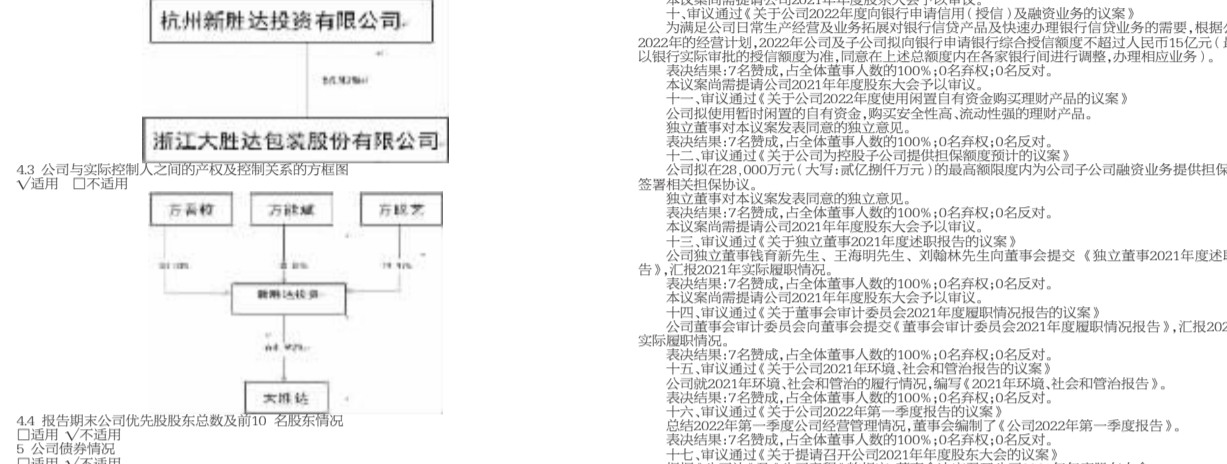 杭州新胜达投资有限公司
浙江大胜达包装股份有限公司
4.3 公司与实际控制人之间的产权及控制关系的方框图
√适用 □不适用
新胜达投资
大胜达
4.4 报告期末公司优先股股东总数及前10 名股东情况
□适用 √不适用
5 公司债券情况
□适用 √不适用
本议案尚需提请公司2021年年度股东大会予以审议。
十、审议通过《关于公司2022年度向银行申请信用(授信)及融资业务的议案》
为满足公司日常生产经营及业务拓展对银行信贷产品及快速办理银行信贷业务的需要,根据
2022年的经营计划,2022年公司及子公司拟向银行申请银行综合授信额度不超过人民币15亿元(
以银行实际审批的授信额度为准,同意在上述总额度内在各家银行间进行调整,办理相应业务)。
表决结果:7名赞成,占全体董事人数的100%;0名弃权;0名反对。
本议案尚需提请公司2021年年度股东大会予以审议。
十一、审议通过《关于公司2022年度使用闲置自有资金购买理财产品的议案》
公司拟使用暂时闲置的自有资金,购买安全性高、流动性强的理财产品。
独立董事对本议案发表同意的独立意见。
表决结果:7名赞成,占全体董事人数的100%;0名弃权;0名反对。
十二、审议通过《关于公司为控股子公司提供担保额度预计的议案》
公司拟在28,000万元(大写:贰亿捌仟万元)的最高额限度内为公司子公司融资业务提供担保
签署相关担保协议。
独立董事对本议案发表同意的独立意见。
表决结果:7名赞成,占全体董事人数的100%;0名弃权;0名反对。
本议案尚需提请公司2021年年度股东大会予以审议。
十三、审议通过《关于独立董事2021年度述职报告的议案》
公司独立董事钱育新先生、王海明先生、刘翰林先生向董事会提交《独立董事2021年度述职
告》,汇报2021年实际履职情况。
表决结果:7名赞成,占全体董事人数的100%;0名弃权;0名反对。
本议案尚需提请公司2021年年度股东大会予以审议。
十四、审议通过《关于董事会审计委员会2021年度履职情况报告的议案》
公司董事会审计委员会向董事会提交《董事会审计委员会2021年度履职情况报告》,汇报202
实际履职情况。
表决结果:7名赞成,占全体董事人数的100%;0名弃权;0名反对。
十五、审议通过《关于公司2021年环境、社会和管治报告的议案》
公司就2021年环境、社会和管治的履行情况,编写《2021年环境、社会和管治报告》。
表决结果:7名赞成,占全体董事人数的100%;0名弃权;0名反对。
十六、审议通过《关于公司2022年第一季度报告的议案》
总结2022年第一季度公司经营管理情况,董事会编制了《公司2022年第一季度报告》。
表决结果:7名赞成,占全体董事人数的100%;0名弃权;0名反对。
十七、审议通过《关于提请召开公司2021年年度股东大会的议案》